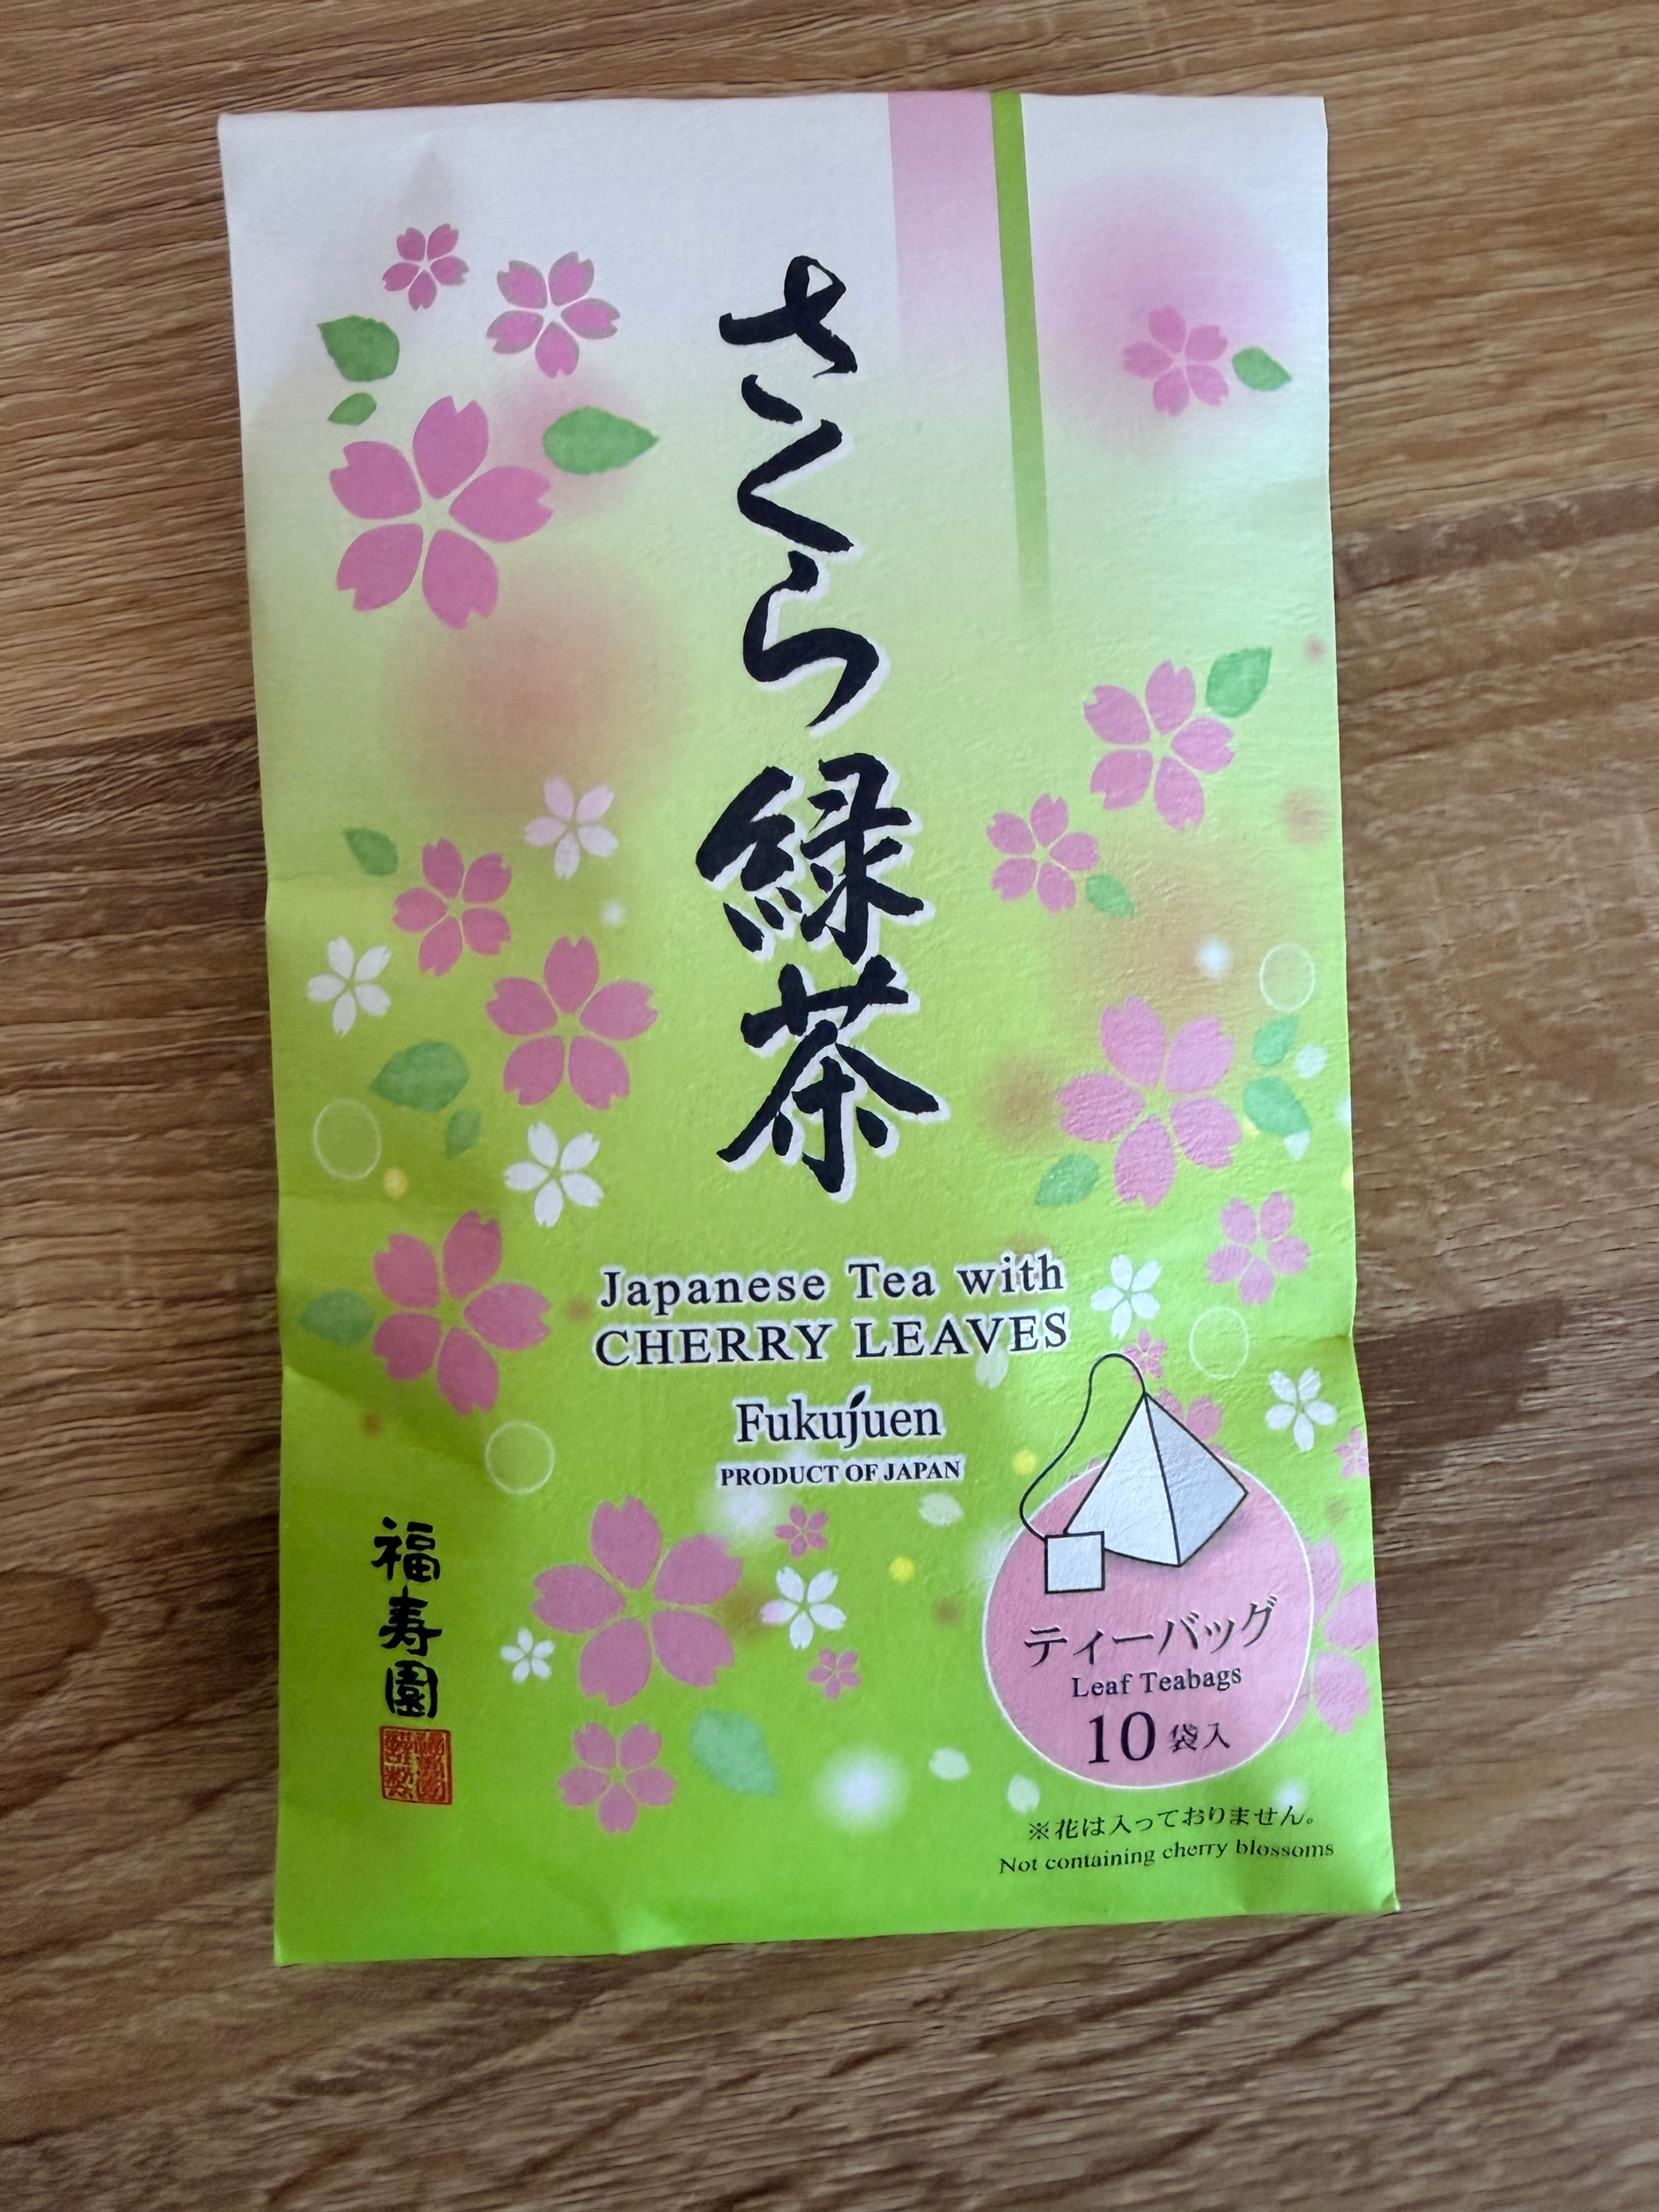 さくら緑茶
Japanese Tea with
CHERRY LEAVES
Fukujuen
PRODUCT OF JAPAN
福寿園
ティーバッグ
Leaf Teabags
10袋入
※花は入っておりません。
Not containing cherry blossoms